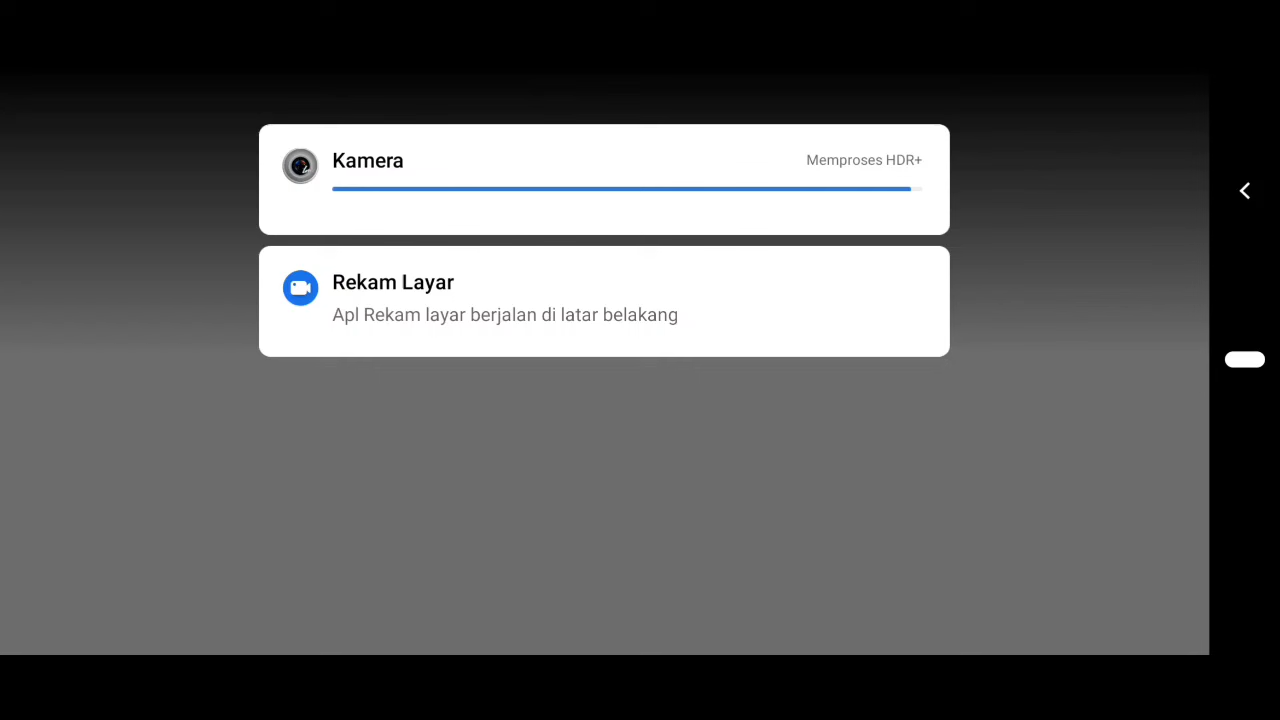 Kamera
Memproses HDR+
Rekam Layar
Apl Rekam layar berjalan di latar belakang